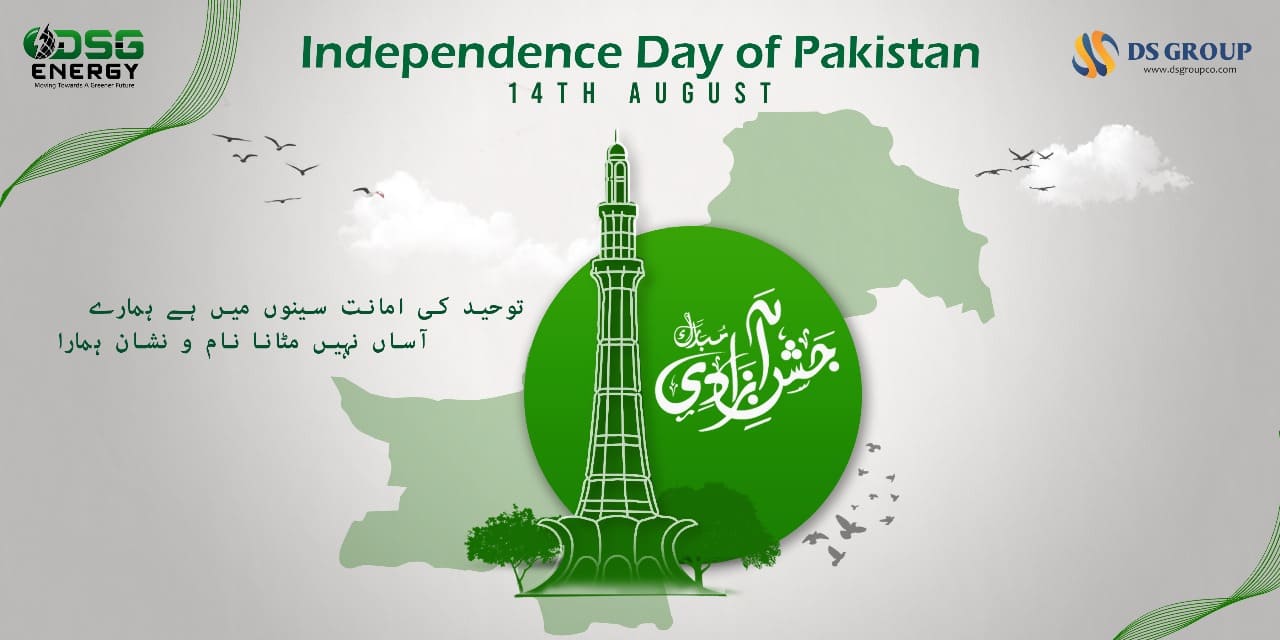 DSG
ENERGY
Moving Towards A Greener Future
Independence Day of Pakistan
14TH AUGUST
DS GROUP
www.dsgroupco.com
توحید کی امانت سینوں میں ہے ہمارے
آساں نہیں مٹانا نام و نشان ہمارا
جشن آزادی مبارک